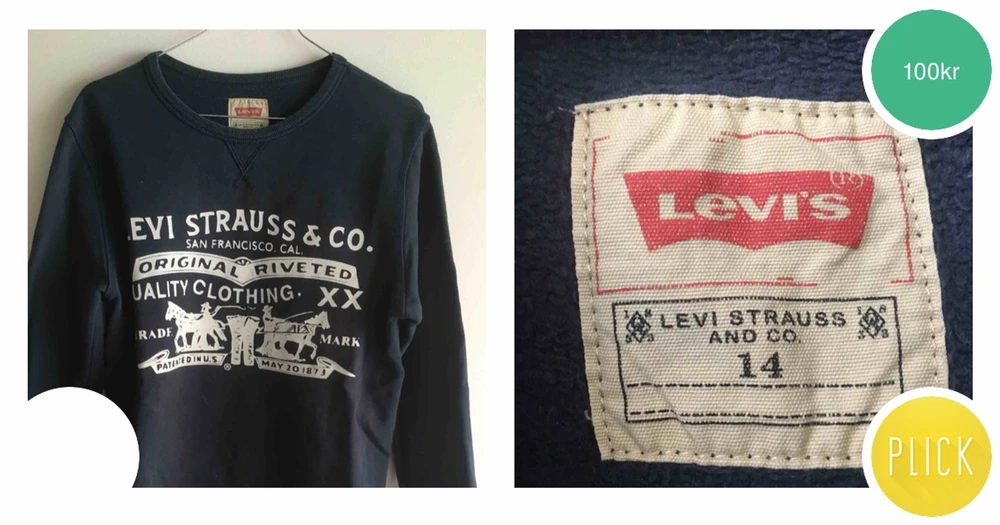 Levi's
LEVI STRAUSS & CO.
SAN FRANCISCO. CAL.
ORIGINAL RIVETED
QUALITY CLOTHING. XX
TRADE MARK
PATENTED IN U.S. ® MAY 20 1873
100kr
Levi's
LEVI STRAUSS
AND CO.
14
PLICK